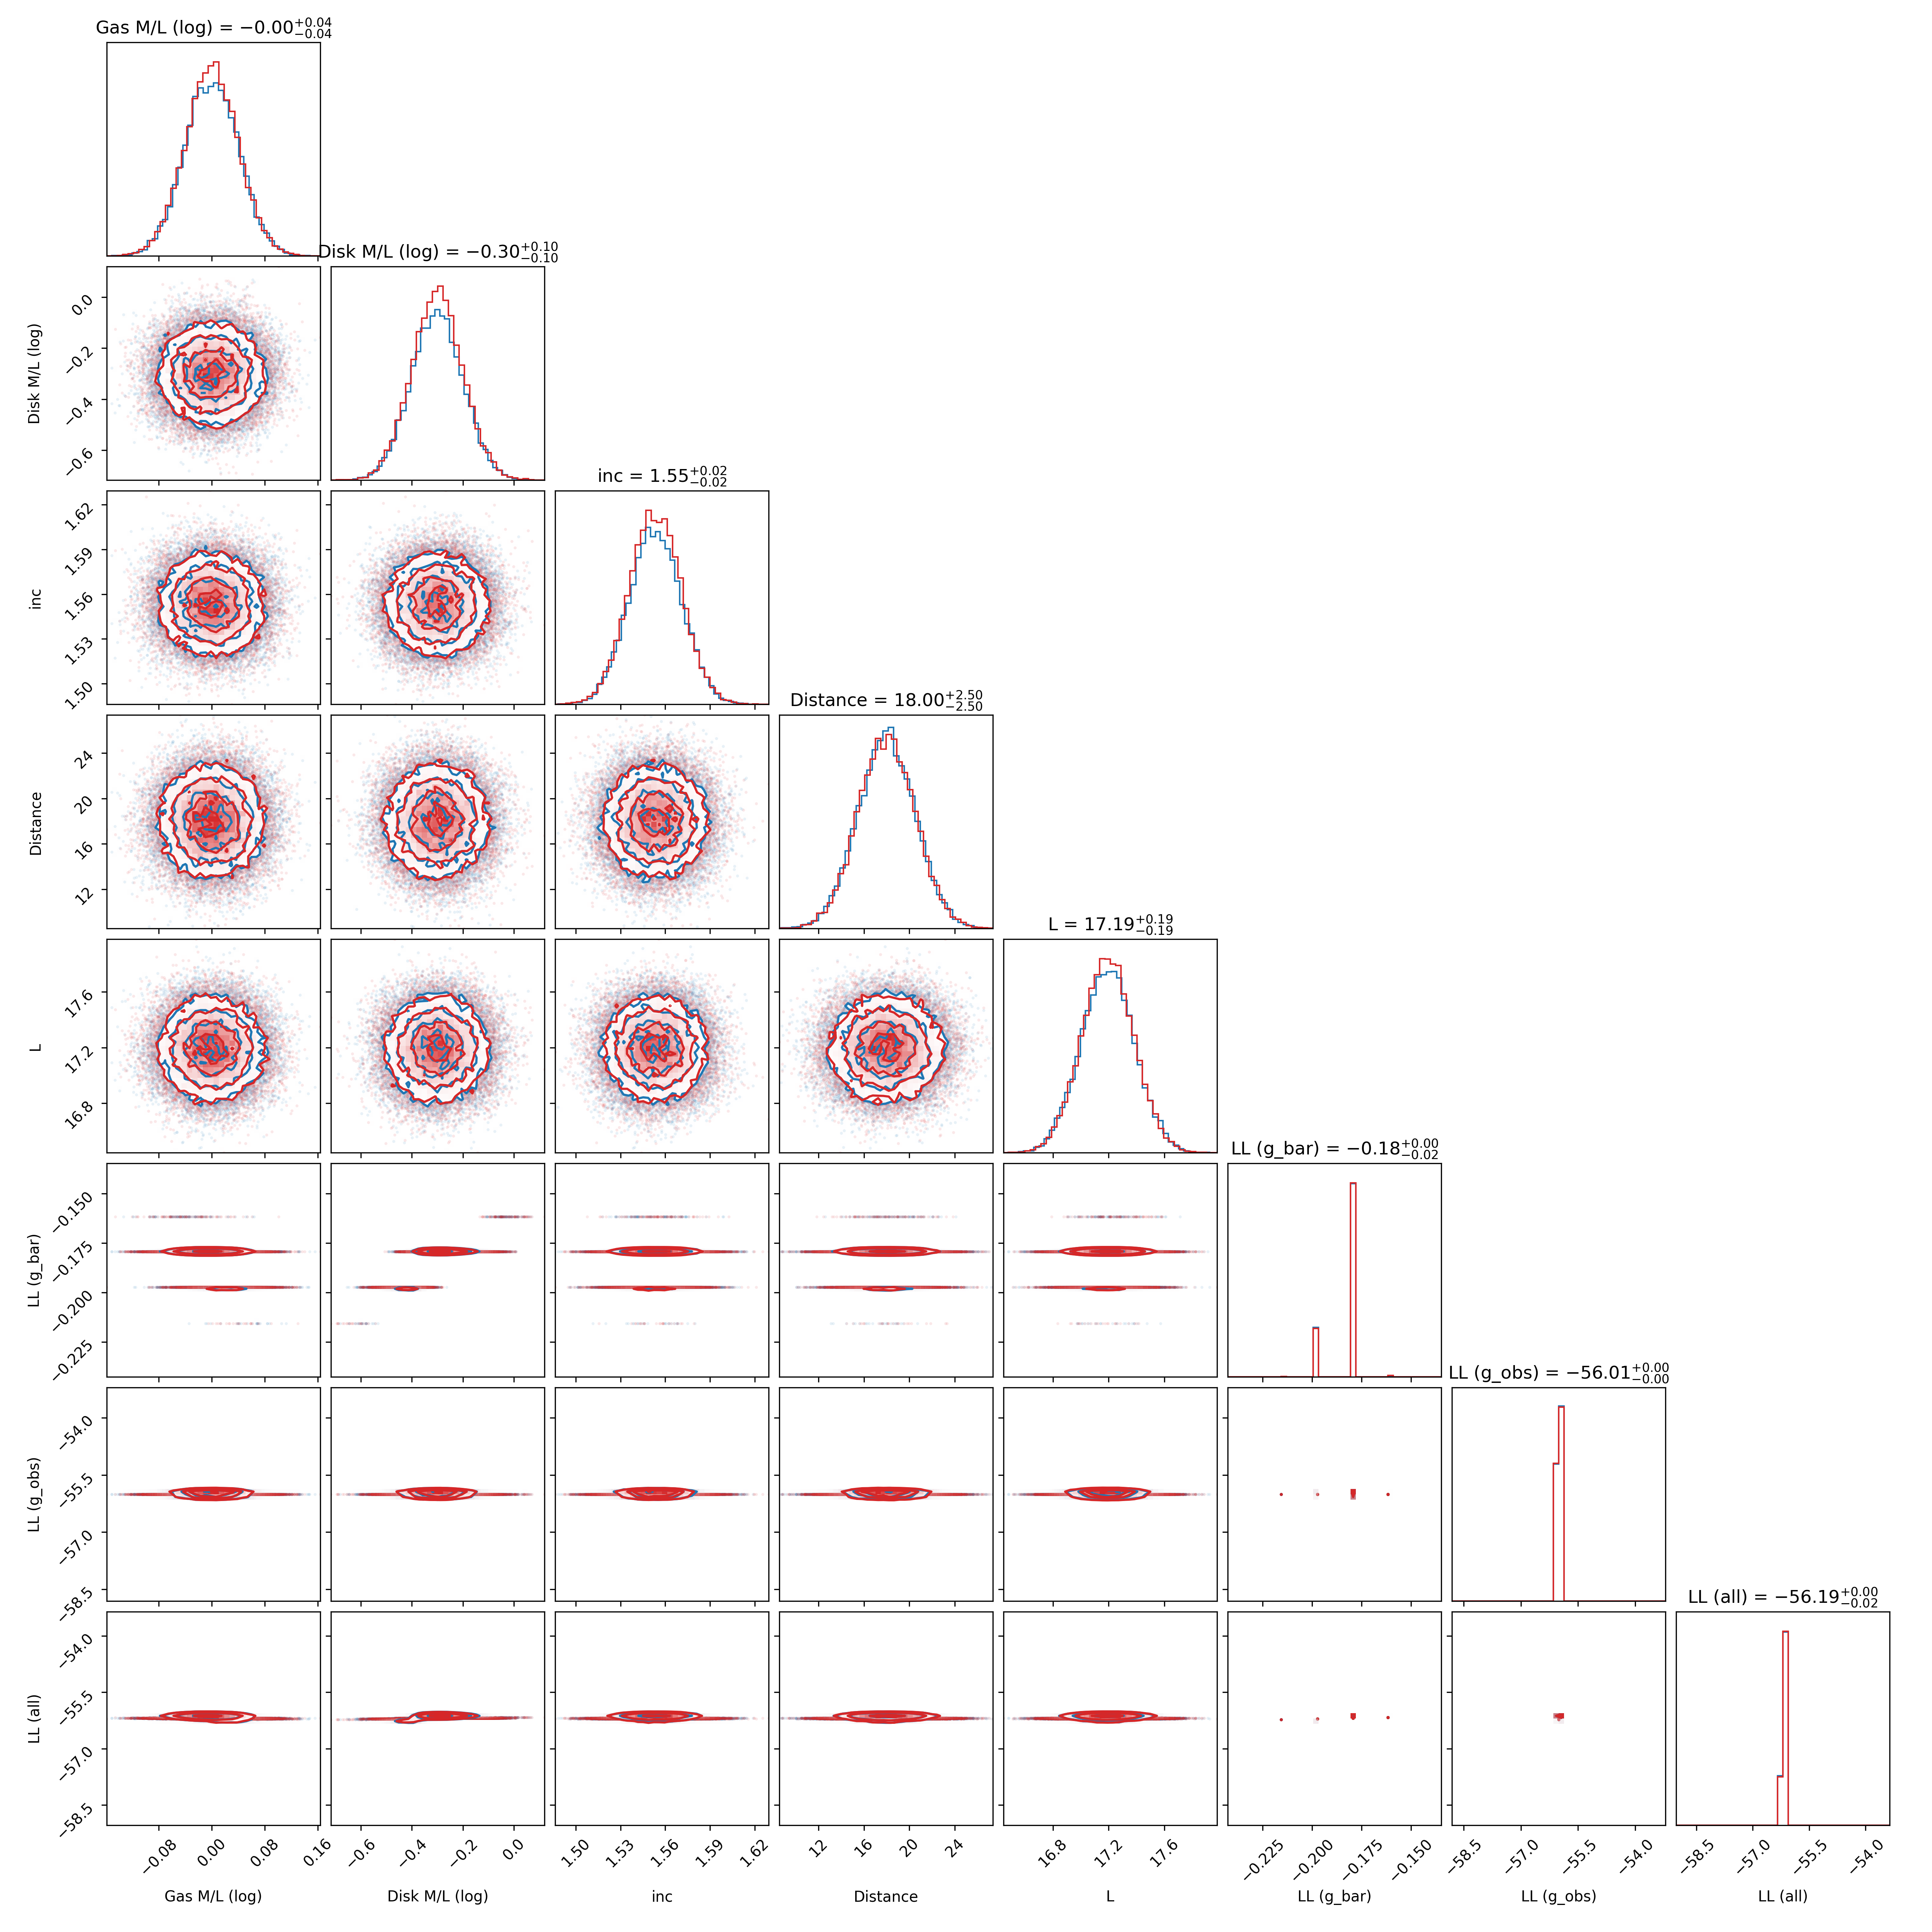 Gas M/L (log) = −0.00+0.04 −0.04
Disk M/L (log) = −0.30+0.10 −0.10
0.0
−0.2
−0.4
−0.6
Disk M/L (log)
inc = 1.55+0.02 −0.02
1.62
1.59
1.56
1.53
1.50
inc
Distance = 18.00+2.50 −2.50
24
20
16
12
Distance
L = 17.19+0.19 −0.19
17.6
17.2
16.8
L
LL (g_bar) = −0.18+0.00 −0.02
−0.150
−0.175
−0.200
−0.225
LL (g_bar)
LL (g_obs) = −56.01+0.00 −0.00
−54.0
−55.5
−57.0
−58.5
LL (g_obs)
LL (all) = −56.19+0.00 −0.02
−54.0
−55.5
−57.0
−58.5
LL (all)
−0.08 0.00 0.08 0.16 −0.6 −0.4 −0.2 0.0 1.50 1.53 1.56 1.59 1.62 12 16 20 24 16.8 17.2 17.6 −0.225 −0.200 −0.175 −0.150 −58.5 −57.0 −55.5 −54.0 −58.5 −57.0 −55.5 −54.0
Gas M/L (log) Disk M/L (log) inc Distance L LL (g_bar) LL (g_obs) LL (all)